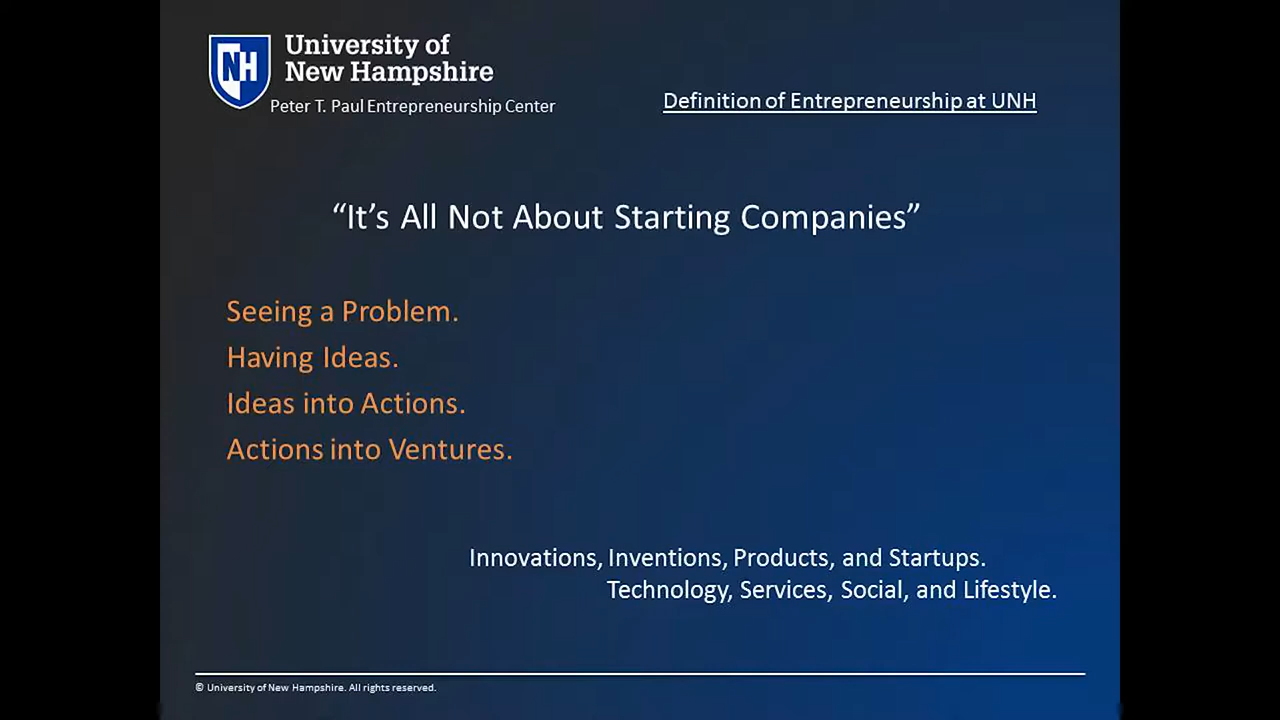 NH
University of
New Hampshire
Peter T. Paul Entrepreneurship Center
Definition of Entrepreneurship at UNH
“It’s All Not About Starting Companies”
Seeing a Problem.
Having Ideas.
Ideas into Actions.
Actions into Ventures.
Innovations, Inventions, Products, and Startups.
Technology, Services, Social, and Lifestyle.
© University of New Hampshire. All rights reserved.